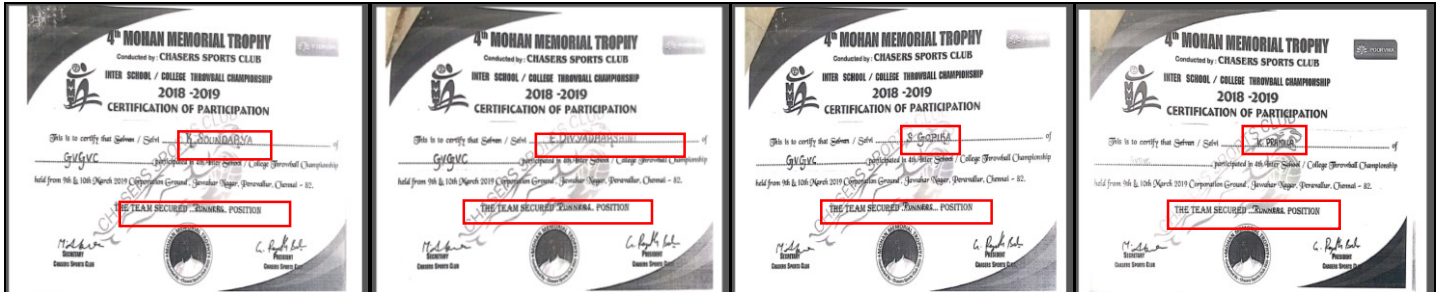 4th MOHAN MEMORIAL TROPHY
Conducted by : CHASERS SPORTS CLUB
INTER SCHOOL / COLLEGE THROWBALL CHAMPIONSHIP
2018 -2019
CERTIFICATION OF PARTICIPATION
This is to certify that Selvan / Selvi K. SOUNDARYA of
GVGVC participated in 4th Inter School / College Throwball Championship
held from 9th & 10th March 2019 Corporation Ground, Jawahar Nagar, Peravallur, Chennai - 82.
THE TEAM SECURED ..RUNNERS.. POSITION
SECRETARY
CHASERS SPORTS CLUB
PRESIDENT
CHASERS SPORTS CLUB
4th MOHAN MEMORIAL TROPHY
Conducted by : CHASERS SPORTS CLUB
INTER SCHOOL / COLLEGE THROWBALL CHAMPIONSHIP
2018 -2019
CERTIFICATION OF PARTICIPATION
This is to certify that Selvan / Selvi E. DIVYADHARSHINI of
GVGVC participated in 4th Inter School / College Throwball Championship
held from 9th & 10th March 2019 Corporation Ground, Jawahar Nagar, Peravallur, Chennai - 82.
THE TEAM SECURED ..RUNNERS.. POSITION
SECRETARY
CHASERS SPORTS CLUB
PRESIDENT
CHASERS SPORTS CLUB
4th MOHAN MEMORIAL TROPHY
Conducted by : CHASERS SPORTS CLUB
INTER SCHOOL / COLLEGE THROWBALL CHAMPIONSHIP
2018 -2019
CERTIFICATION OF PARTICIPATION
This is to certify that Selvan / Selvi S. GOPIKA of
GVGVC participated in 4th Inter School / College Throwball Championship
held from 9th & 10th March 2019 Corporation Ground, Jawahar Nagar, Peravallur, Chennai - 82.
THE TEAM SECURED ..RUNNERS.. POSITION
SECRETARY
CHASERS SPORTS CLUB
PRESIDENT
CHASERS SPORTS CLUB
4th MOHAN MEMORIAL TROPHY
POORVIKA
Conducted by : CHASERS SPORTS CLUB
INTER SCHOOL / COLLEGE THROWBALL CHAMPIONSHIP
2018 -2019
CERTIFICATION OF PARTICIPATION
This is to certify that Selvan / Selvi K. of
participated in 4th Inter School / College Throwball Championship
held from 9th & 10th March 2019 Corporation Ground, Jawahar Nagar, Peravallur, Chennai - 82.
THE TEAM SECURED ..RUNNERS.. POSITION
SECRETARY
CHASERS SPORTS CLUB
PRESIDENT
CHASERS SPORTS CLUB